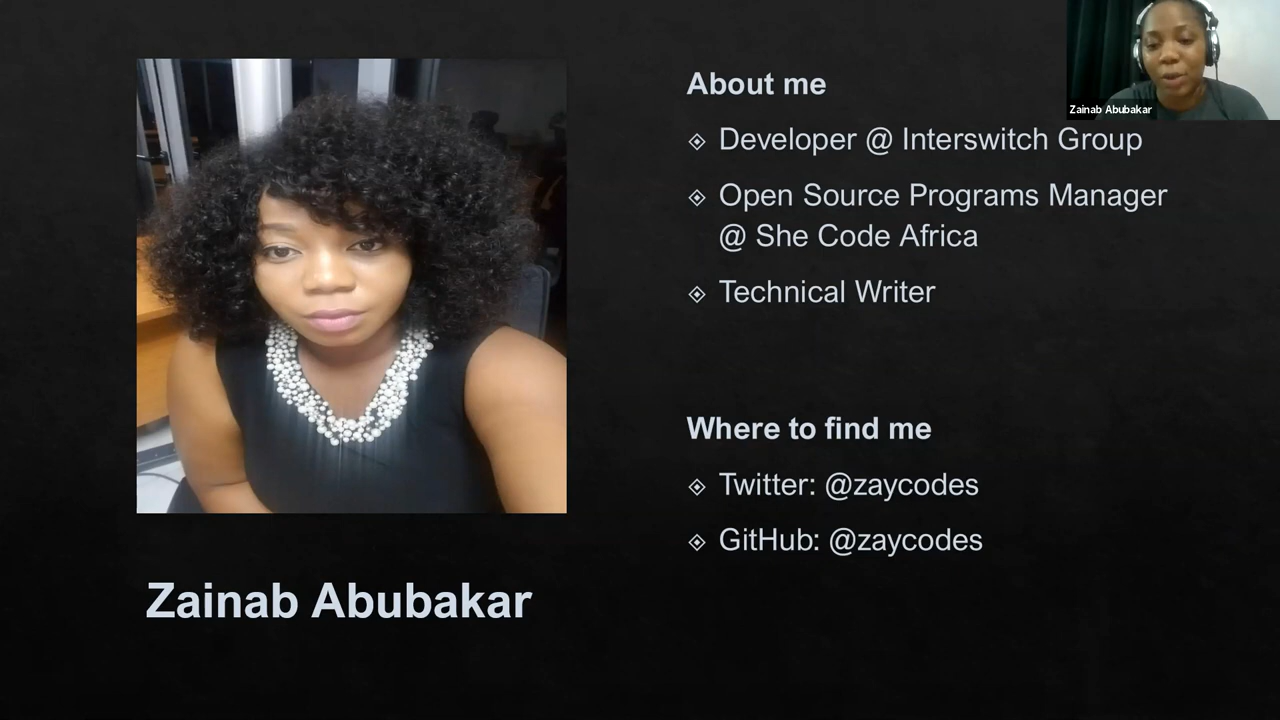 About me
Zainab Abubakar
Developer @ Interswitch Group
Open Source Programs Manager
@ She Code Africa
Technical Writer
Where to find me
Twitter: @zaycodes
GitHub: @zaycodes
Zainab Abubakar